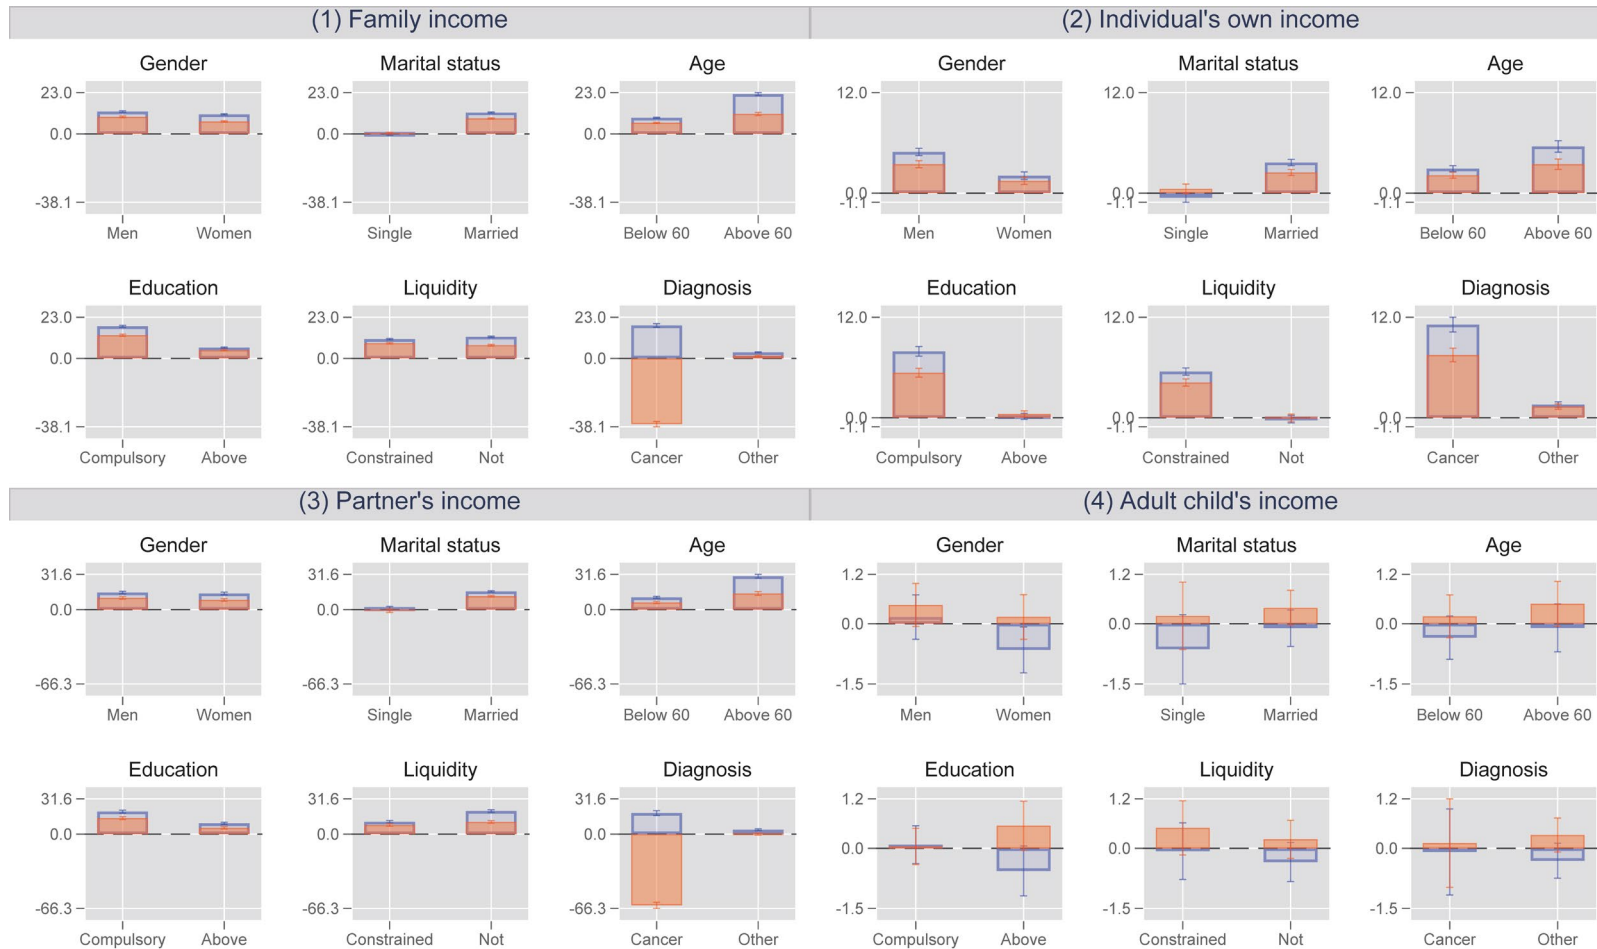 (1) Family income
(2) Individual's own income
Gender
Marital status
Age
Gender
Marital status
Age
23.0
0.0
-38.1
23.0
0.0
-38.1
23.0
0.0
-38.1
12.0
0.0
-1.1
12.0
0.0
-1.1
12.0
0.0
-1.1
Men Women
Single Married
Below 60 Above 60
Men Women
Single Married
Below 60 Above 60
Education
Liquidity
Diagnosis
Education
Liquidity
Diagnosis
23.0
0.0
-38.1
23.0
0.0
-38.1
23.0
0.0
-38.1
12.0
0.0
-1.1
12.0
0.0
-1.1
12.0
0.0
-1.1
Compulsory Above
Constrained Not
Cancer Other
Compulsory Above
Constrained Not
Cancer Other
(3) Partner's income
(4) Adult child's income
Gender
Marital status
Age
Gender
Marital status
Age
31.6
0.0
-66.3
31.6
0.0
-66.3
31.6
0.0
-66.3
1.2
0.0
-1.5
1.2
0.0
-1.5
1.2
0.0
-1.5
Men Women
Single Married
Below 60 Above 60
Men Women
Single Married
Below 60 Above 60
Education
Liquidity
Diagnosis
Education
Liquidity
Diagnosis
31.6
0.0
-66.3
31.6
0.0
-66.3
31.6
0.0
-66.3
1.2
0.0
-1.5
1.2
0.0
-1.5
1.2
0.0
-1.5
Compulsory Above
Constrained Not
Cancer Other
Compulsory Above
Constrained Not
Cancer Other